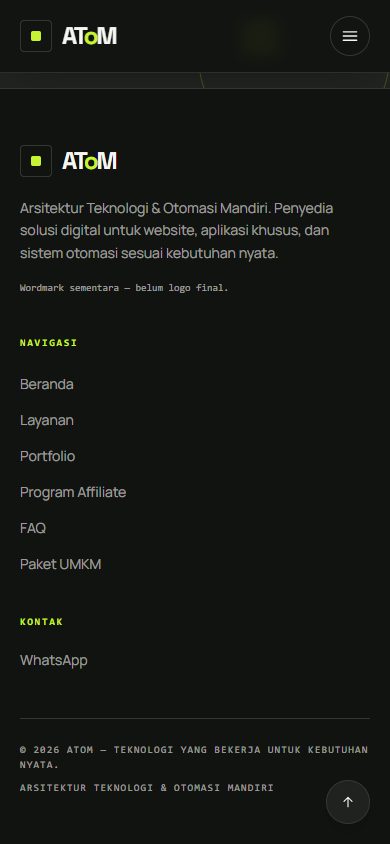 ATOM
ATOM
Arsitektur Teknologi & Otomasi Mandiri. Penyedia
solusi digital untuk website, aplikasi khusus, dan
sistem otomasi sesuai kebutuhan nyata.
Wordmark sementara — belum logo final.
NAVIGASI
Beranda
Layanan
Portfolio
Program Affiliate
FAQ
Paket UMKM
KONTAK
WhatsApp
© 2026 ATOM — TEKNOLOGI YANG BEKERJA UNTUK KEBUTUHAN
NYATA.
ARSITEKTUR TEKNOLOGI & OTOMASI MANDIRI